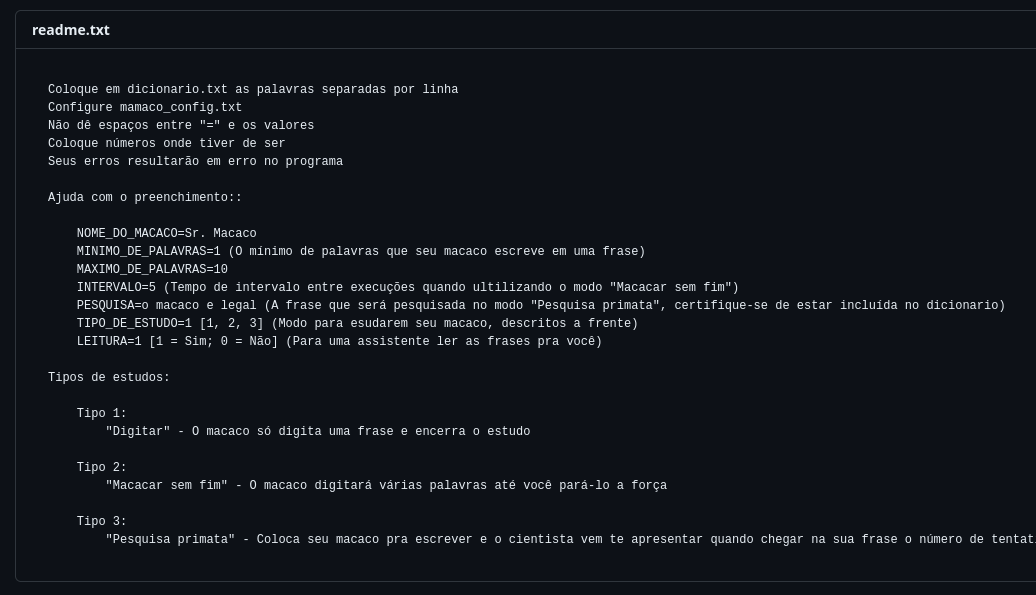 readme.txt
Coloque em dicionario.txt as palavras separadas por linha
Configure mamaco_config.txt
Não dê espaços entre "=" e os valores
Coloque números onde tiver de ser
Seus erros resultarão em erro no programa
Ajuda com o preenchimento::
NOME_DO_MACACO=Sr. Macaco
MINIMO_DE_PALAVRAS=1 (O mínimo de palavras que seu macaco escreve em uma frase)
MAXIMO_DE_PALAVRAS=10
INTERVALO=5 (Tempo de intervalo entre execuções quando ultilizando o modo "Macacar sem fim")
PESQUISA=o macaco e legal (A frase que será pesquisada no modo "Pesquisa primata", certifique-se de estar incluída no dicionario)
TIPO_DE_ESTUDO=1 [1, 2, 3] (Modo para esudarem seu macaco, descritos a frente)
LEITURA=1 [1 = Sim; 0 = Não] (Para uma assistente ler as frases pra você)
Tipos de estudos:
Tipo 1:
"Digitar" - O macaco só digita uma frase e encerra o estudo
Tipo 2:
"Macacar sem fim" - O macaco digitará várias palavras até você pará-lo a força
Tipo 3:
"Pesquisa primata" - Coloca seu macaco pra escrever e o cientista vem te apresentar quando chegar na sua frase o número de